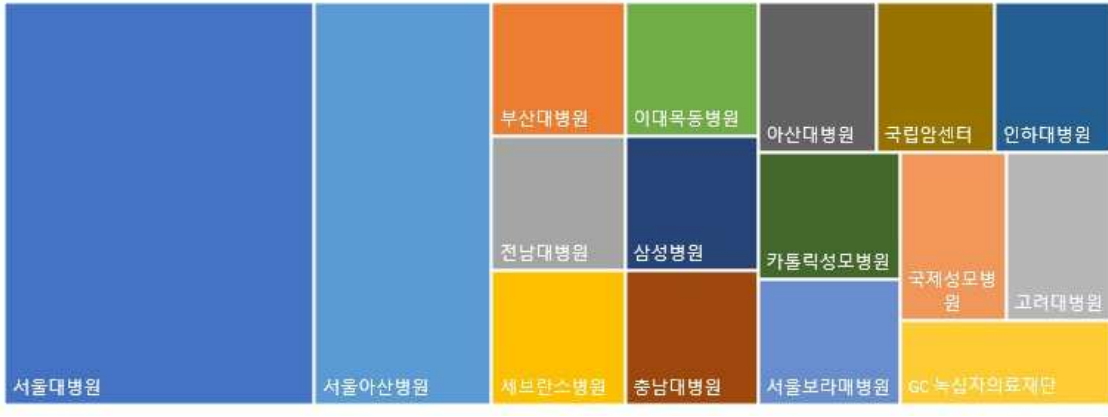 부산대병원
이대목동병원
아산대병원
국립암센터
인하대병원
전남대병원
삼성병원
카톨릭성모병원
국제성모병
원
고려대병원
서울대병원
서울아산병원
세브란스병원
충남대병원
서울보라매병원
GC 녹십자의료재단